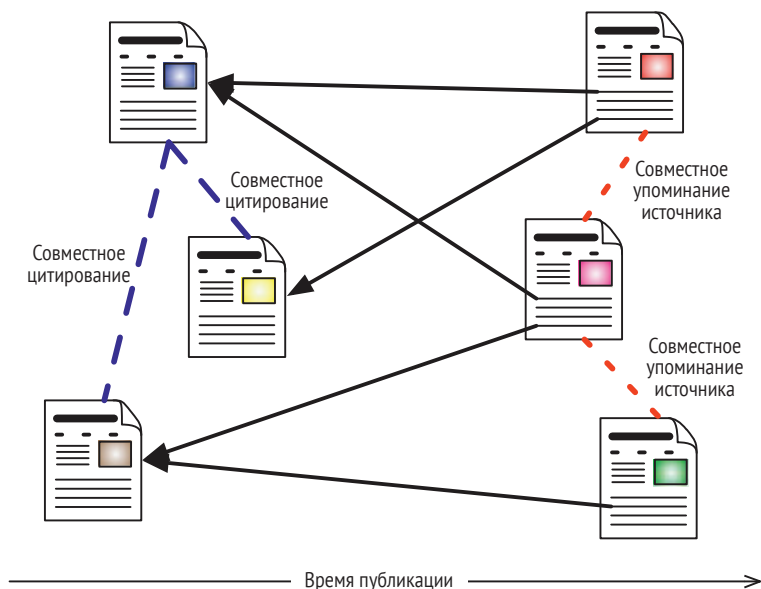 Совместное
упоминание
источника
Совместное
цитирование
Совместное
цитирование
Совместное
упоминание
источника
Время публикации